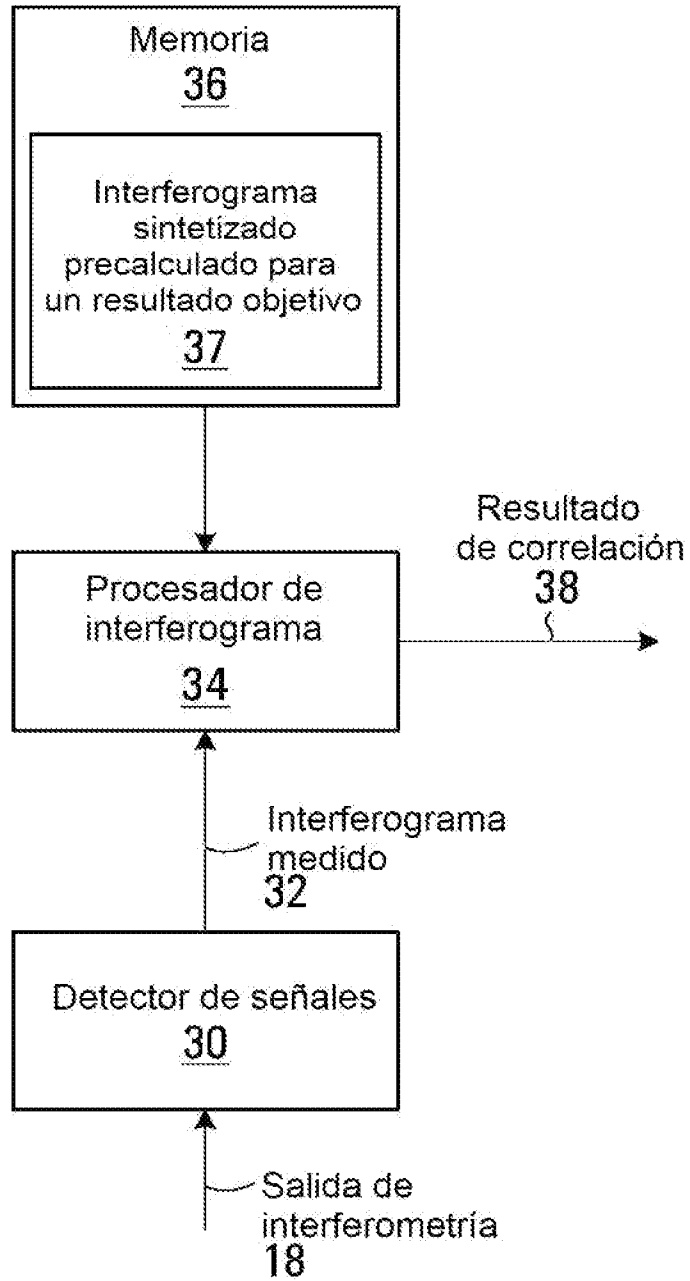 Memoria
36
Interferograma
sintetizado
precalculado para
un resultado objetivo
37
Resultado
de correlación
38
Procesador de
interferograma
34
Interferograma
medido
32
Detector de señales
30
Salida de
interferometría
18